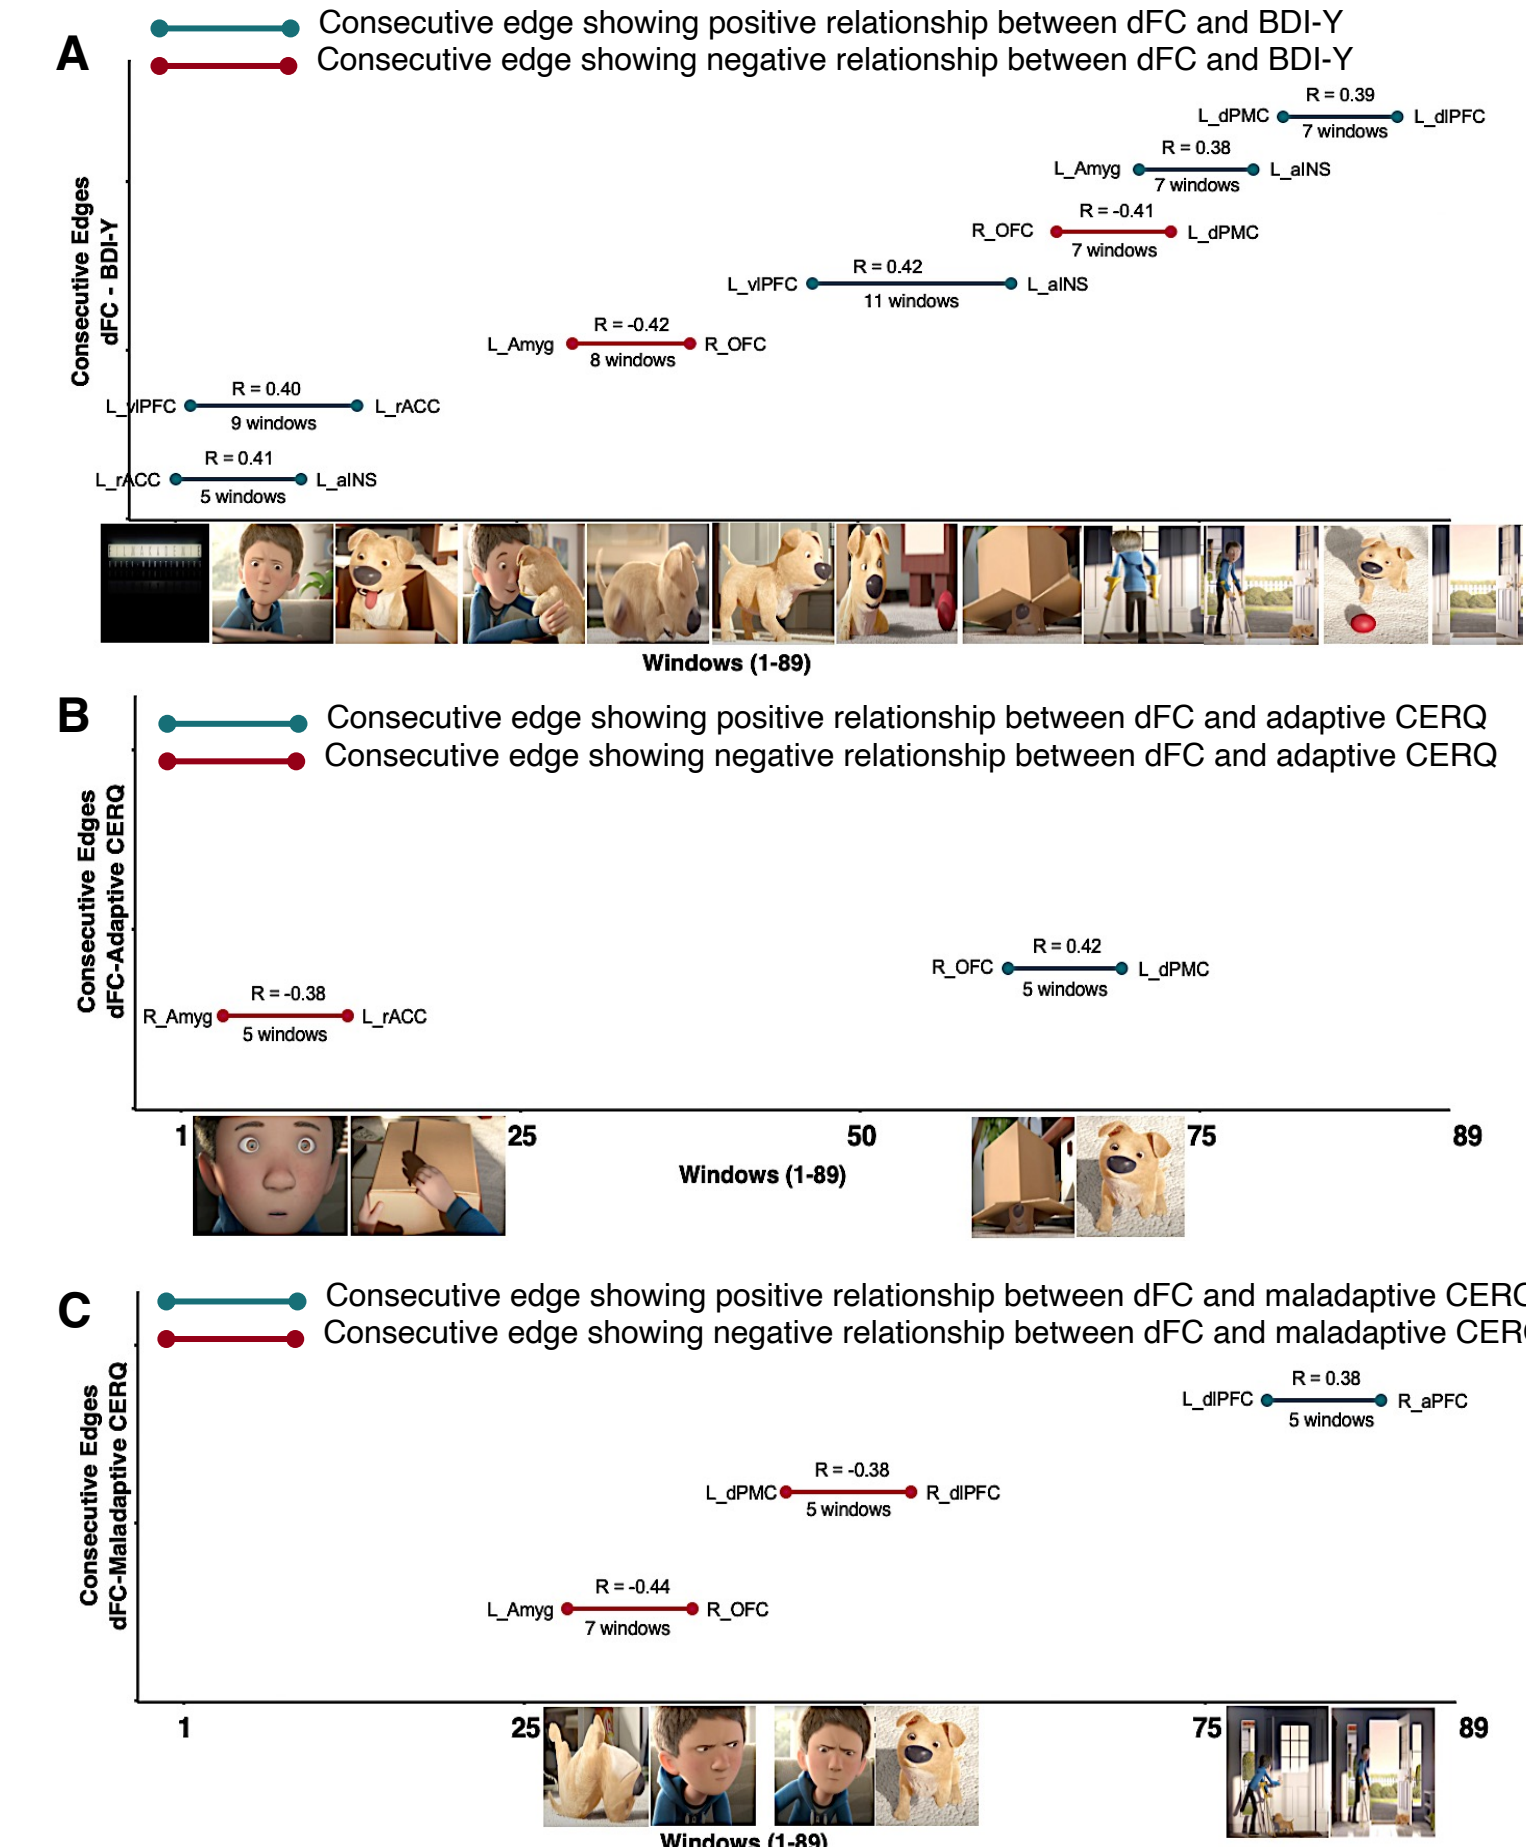 A
Consecutive edge showing positive relationship between dFC and BDI-Y
Consecutive edge showing negative relationship between dFC and BDI-Y
Consecutive Edges
dFC - BDI-Y
L_dPMC R = 0.39 L_dlPFC
7 windows
L_Amyg R = 0.38 L_aINS
7 windows
R_OFC R = -0.41 L_dPMC
7 windows
L_vlPFC R = 0.42 L_aINS
11 windows
L_Amyg R = -0.42 R_OFC
8 windows
L_vlPFC R = 0.40 L_rACC
9 windows
L_rACC R = 0.41 L_aINS
5 windows
Windows (1-89)
B
Consecutive edge showing positive relationship between dFC and adaptive CERQ
Consecutive edge showing negative relationship between dFC and adaptive CERQ
Consecutive Edges
dFC-Adaptive CERQ
R_OFC R = 0.42 L_dPMC
5 windows
R_Amyg R = -0.38 L_rACC
5 windows
1 25 50 75 89
Windows (1-89)
C
Consecutive edge showing positive relationship between dFC and maladaptive CERQ
Consecutive edge showing negative relationship between dFC and maladaptive CER
Consecutive Edges
dFC-Maladaptive CERQ
L_dlPFC R = 0.38 R_aPFC
5 windows
L_dPMC R = -0.38 R_dlPFC
5 windows
L_Amyg R = -0.44 R_OFC
7 windows
1 25 75 89
Windows (1-89)